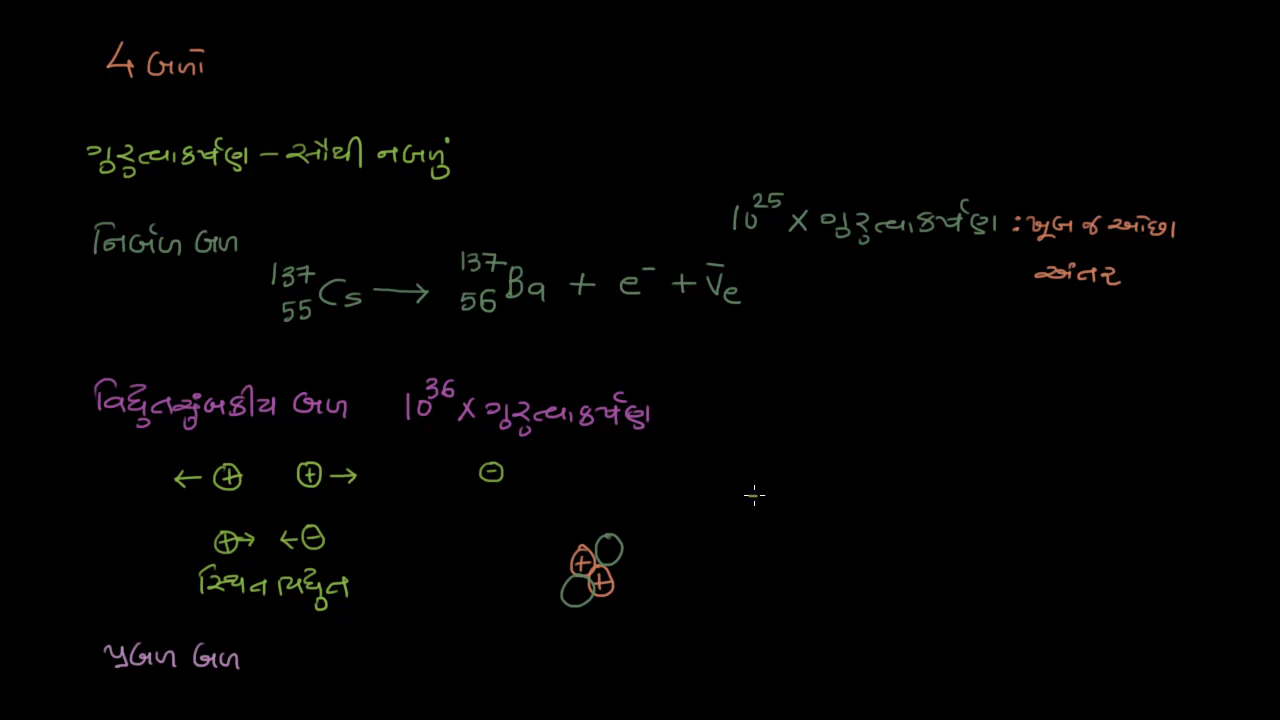 4 બળો
ગુરુત્વાકર્ષણ – સૌથી નબળું
નિર્બળ બળ
10²⁵ × ગુરુત્વાકર્ષણ : ખૂબ જ ઓછા
અંતર
¹³⁷₅₅Cs ⟶ ¹³⁷₅₆Ba + e⁻ + ν̅ₑ
વિદ્યુતચુંબકીય બળ 10³⁶ × ગુરુત્વાકર્ષણ
← ⊕ ⊕ → ⊖
⊕→ ←⊖
સ્થિત વિદ્યુત
+
+
પ્રબળ બળ